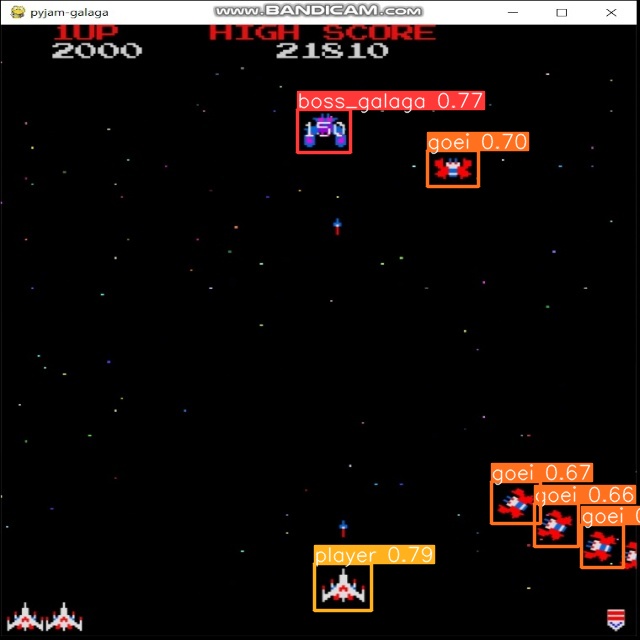 pyjam-galaga
www.BANDICAM.com
1UP HIGH SCORE
2000 21810
boss_galaga 0.77
150
goei 0.70
goei 0.67
goei 0.66
goei
player 0.79